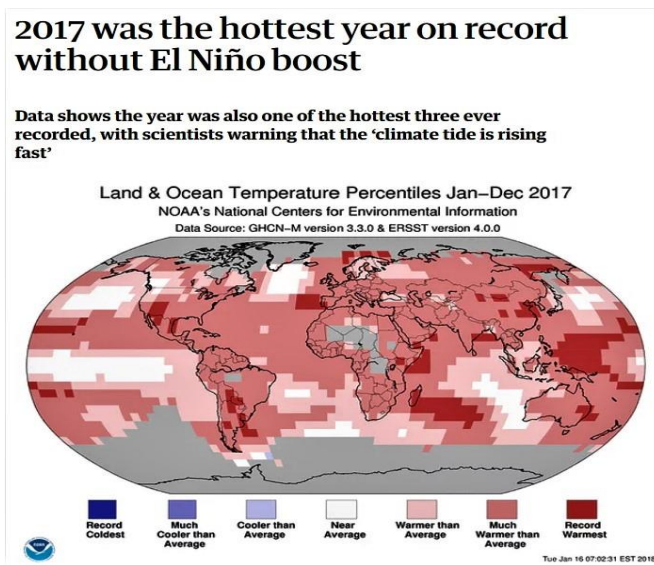 2017 was the hottest year on record
without El Niño boost
Data shows the year was also one of the hottest three ever
recorded, with scientists warning that the ‘climate tide is rising
fast’
Land & Ocean Temperature Percentiles Jan–Dec 2017
NOAA's National Centers for Environmental Information
Data Source: GHCN–M version 3.3.0 & ERSST version 4.0.0
Record
Coldest
Much
Cooler than
Average
Cooler than
Average
Near
Average
Warmer than
Average
Much
Warmer than
Average
Record
Warmest
Tue Jan 16 07:02:31 EST 2018